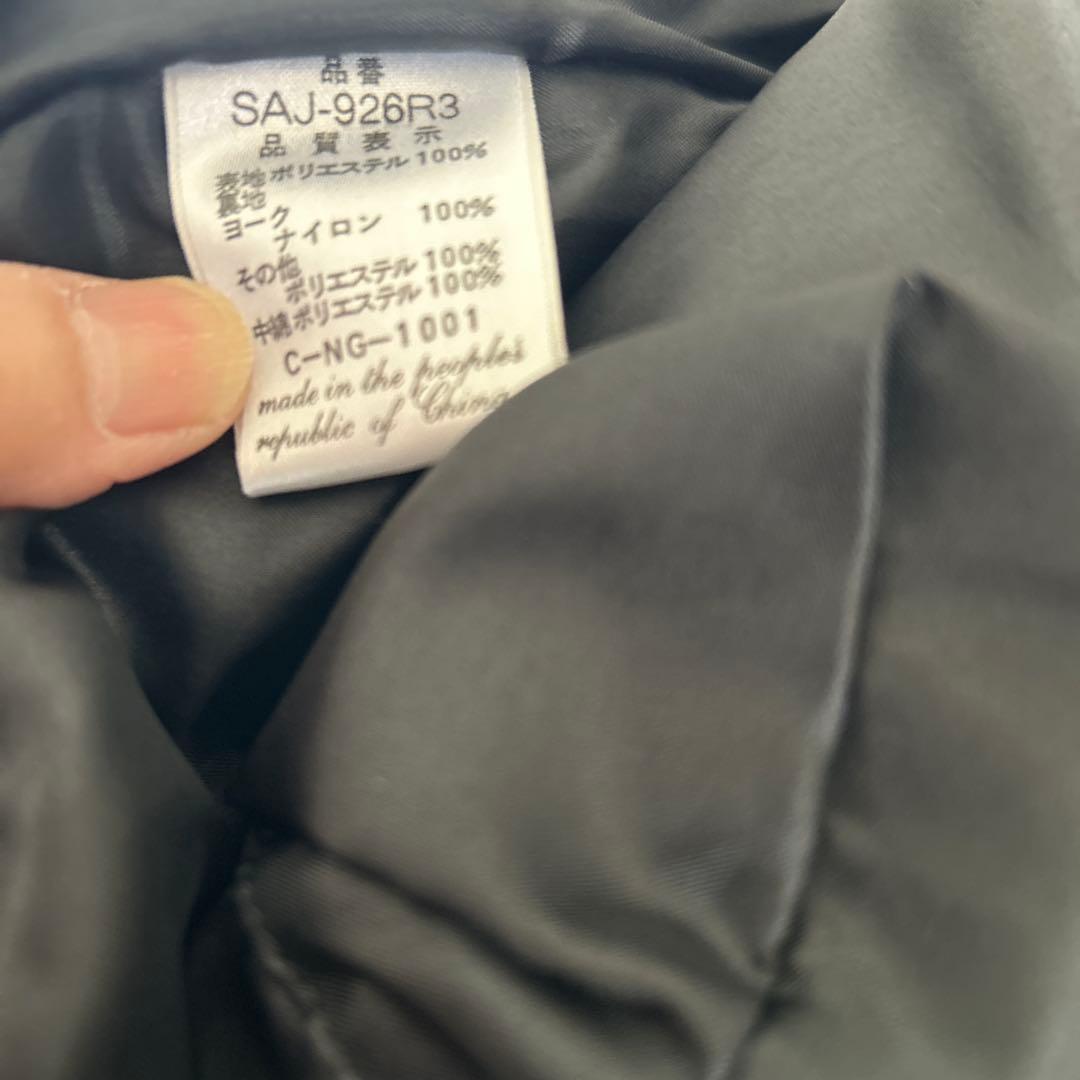 品番
SAJ-926R3
品質表示
表地 ポリエステル 100%
裏地
ヨーク
ナイロン 100%
その他
ポリエステル 100%
中綿 ポリエステル 100%
C-NG-1001
made in the peoples
republic of China